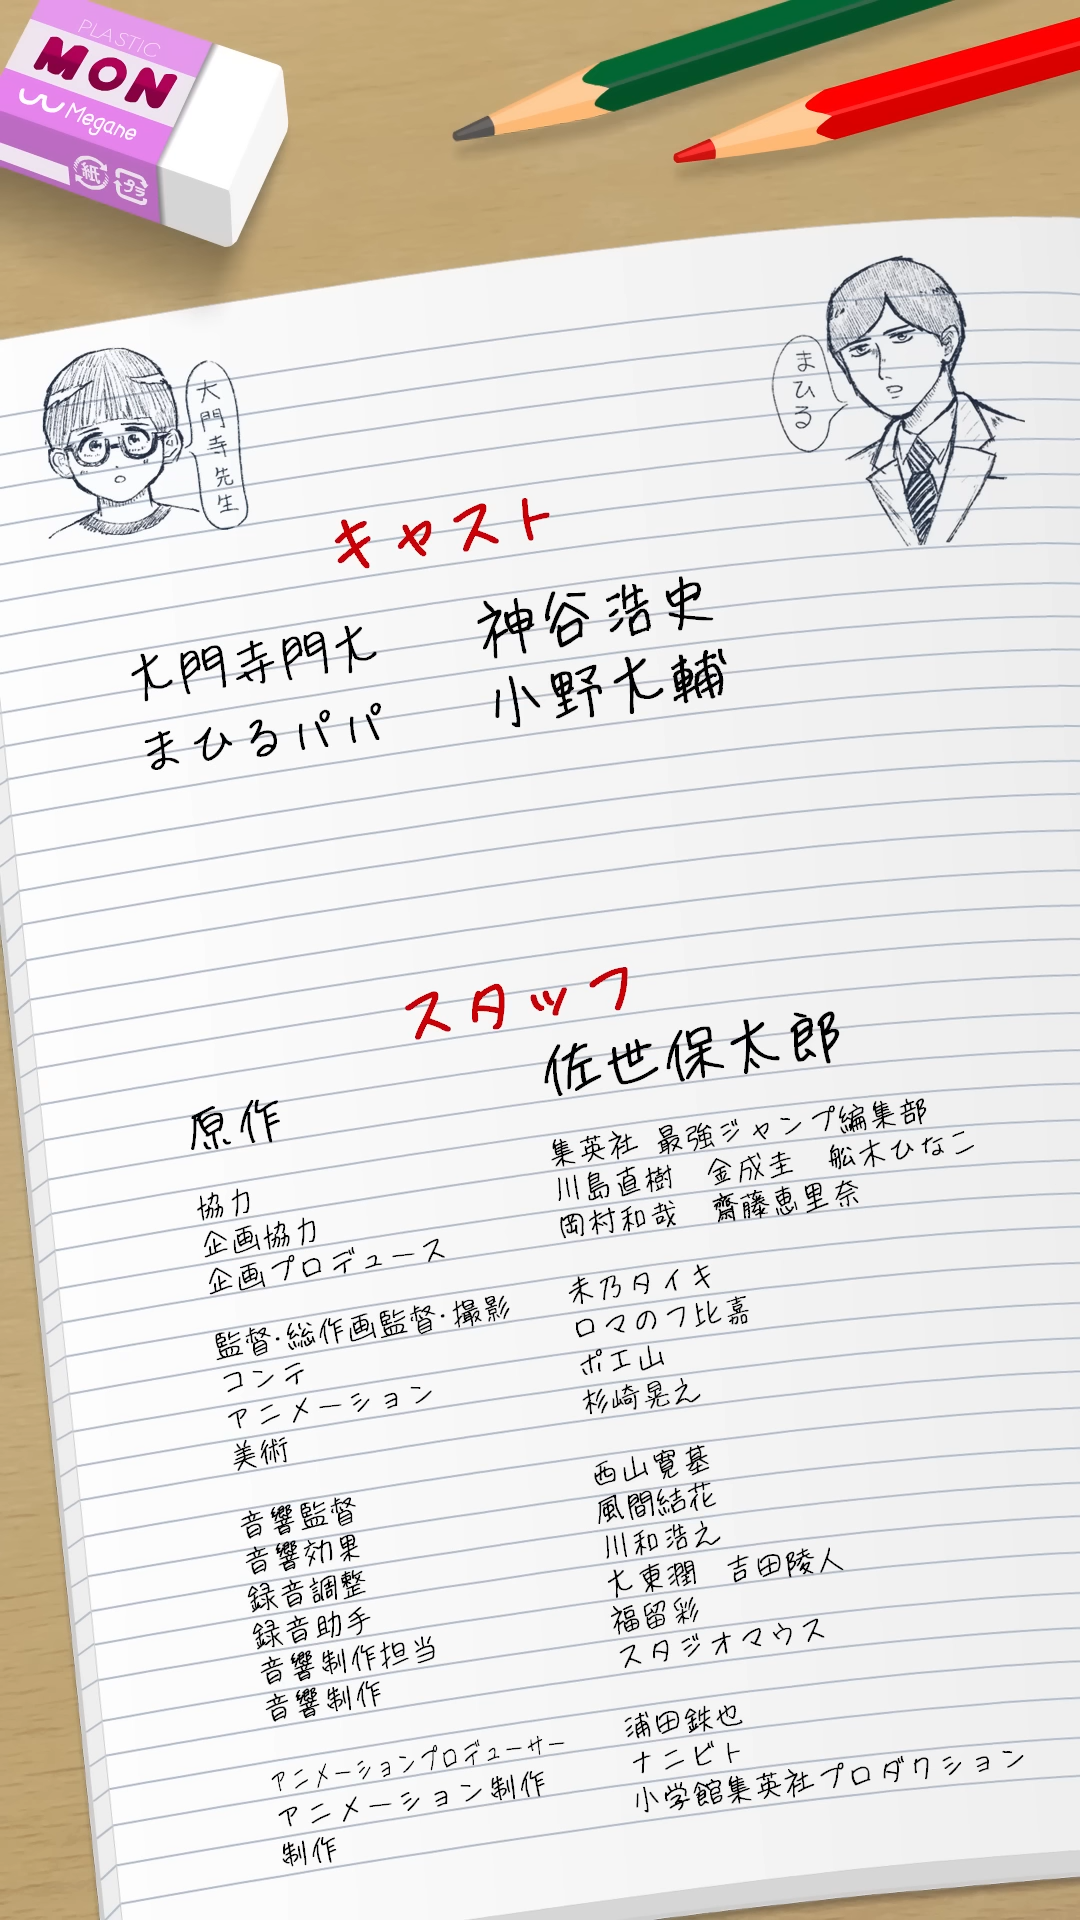 PLASTIC
MON
Megane
紙
プラ
大門寺先生
まひる
キャスト
大門寺門大 神谷浩史
まひるパパ 小野大輔
スタッフ
原作 佐世保太郎
協力 集英社 最強ジャンプ編集部
企画協力 川島直樹 金成圭 舩木ひなこ
企画プロデュース 岡村和哉 齋藤恵里奈
監督・総作画監督・撮影 未乃タイキ
コンテ ロマのフ比嘉
アニメーション ポエ山
美術 杉崎晃之
音響監督 西山寛基
音響効果 風間結花
録音調整 川和浩之
録音助手 大東潤 吉田陵人
音響制作担当 福留彩
音響制作 スタジオマウス
アニメーションプロデューサー 浦田鉄也
アニメーション制作 ナニビト
制作 小学館集英社プロダクション